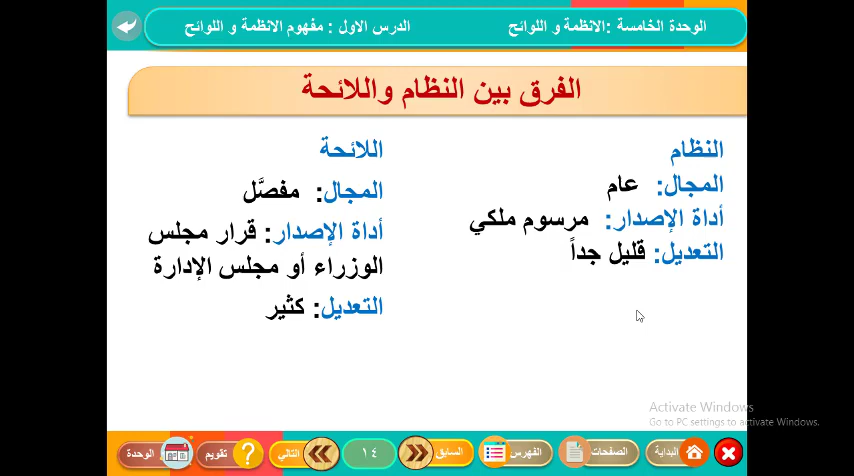 الوحدة الخامسة :الانظمة و اللوائح
الدرس الاول : مفهوم الانظمة و اللوائح
الفرق بين النظام واللائحة
النظام
المجال: عام
أداة الإصدار: مرسوم ملكي
التعديل: قليل جداً
اللائحة
المجال: مفصَّل
أداة الإصدار: قرار مجلس
الوزراء أو مجلس الإدارة
التعديل: كثير
Activate Windows
Go to PC settings to activate Windows.
البداية
الصفحات
الفهرس
السابق
١٤
التالي
تقويم
الوحدة